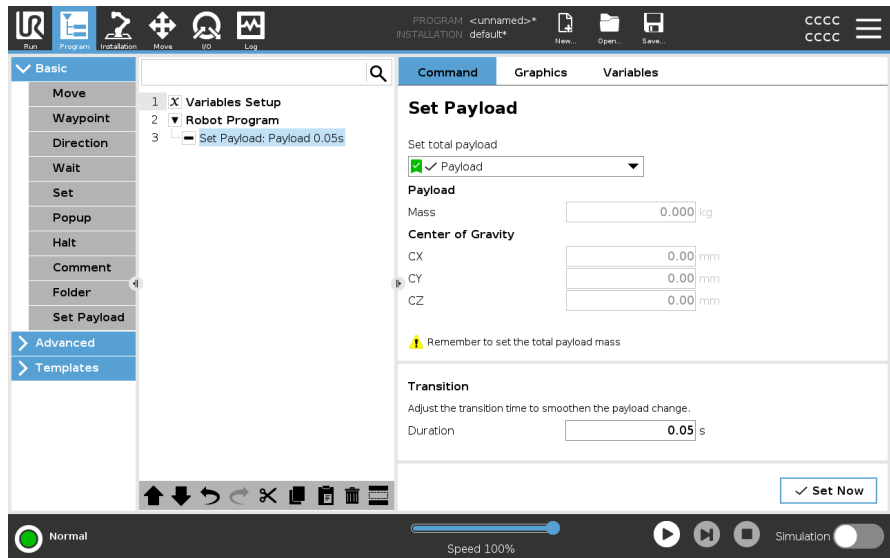 UR
Run
Program
Installation
Move
I/O
Log
PROGRAM <unnamed>*
INSTALLATION default*
New...
Open...
Save...
cccc
cccc
Basic
Move
Waypoint
Direction
Wait
Set
Popup
Halt
Comment
Folder
Set Payload
Advanced
Templates
1 X Variables Setup
2 Robot Program
3 Set Payload: Payload 0.05s
Command Graphics Variables
Set Payload
Set total payload
Payload
Payload
Mass 0.000 kg
Center of Gravity
CX 0.00 mm
CY 0.00 mm
CZ 0.00 mm
Remember to set the total payload mass
Transition
Adjust the transition time to smoothen the payload change.
Duration 0.05 s
Set Now
Normal
Speed 100%
Simulation